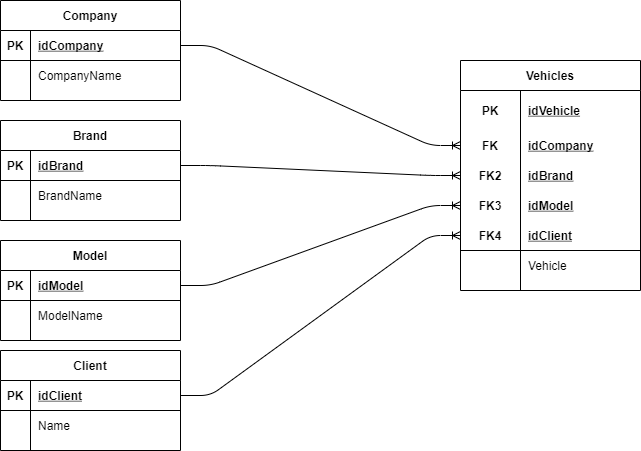 Company
PK idCompany
CompanyName
Brand
PK idBrand
BrandName
Model
PK idModel
ModelName
Client
PK idClient
Name
Vehicles
PK idVehicle
FK idCompany
FK2 idBrand
FK3 idModel
FK4 idClient
Vehicle